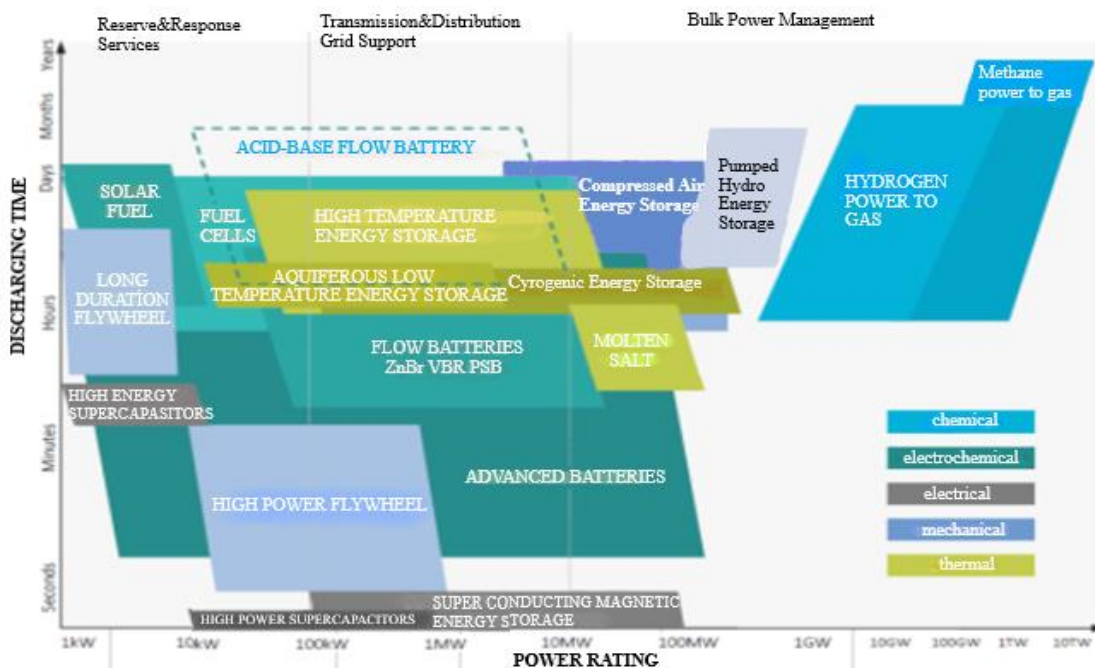 Reserve&Response
Services
Transmission&Distribution
Grid Support
Bulk Power Management
DISCHARGING TIME
Years
Months
Days
Hours
Minutes
Seconds
Methane
power to gas
ACID-BASE FLOW BATTERY
SOLAR
FUEL
FUEL
CELLS
HIGH TEMPERATURE
ENERGY STORAGE
Compressed Air
Energy Storage
Pumped
Hydro
Energy
Storage
HYDROGEN
POWER TO
GAS
LONG
DURATİON
FLYWHEEL
AQUIFEROUS LOW
TEMPERATURE ENERGY STORAGE
Cyrogenic Energy Storage
FLOW BATTERIES
ZnBr VBR PSB
MOLTEN
SALT
HIGH ENERGY
SUPERCAPASITORS
HIGH POWER FLYWHEEL
ADVANCED BATTERIES
chemical
electrochemical
electrical
mechanical
thermal
HIGH POWER SUPERCAPACITORS
SUPER CONDUCTING MAGNETIC
ENERGY STORAGE
1kW
10kW
100kW
1MW
10MW
100MW
1GW
10GW
100GW
1TW
10TW
POWER RATING